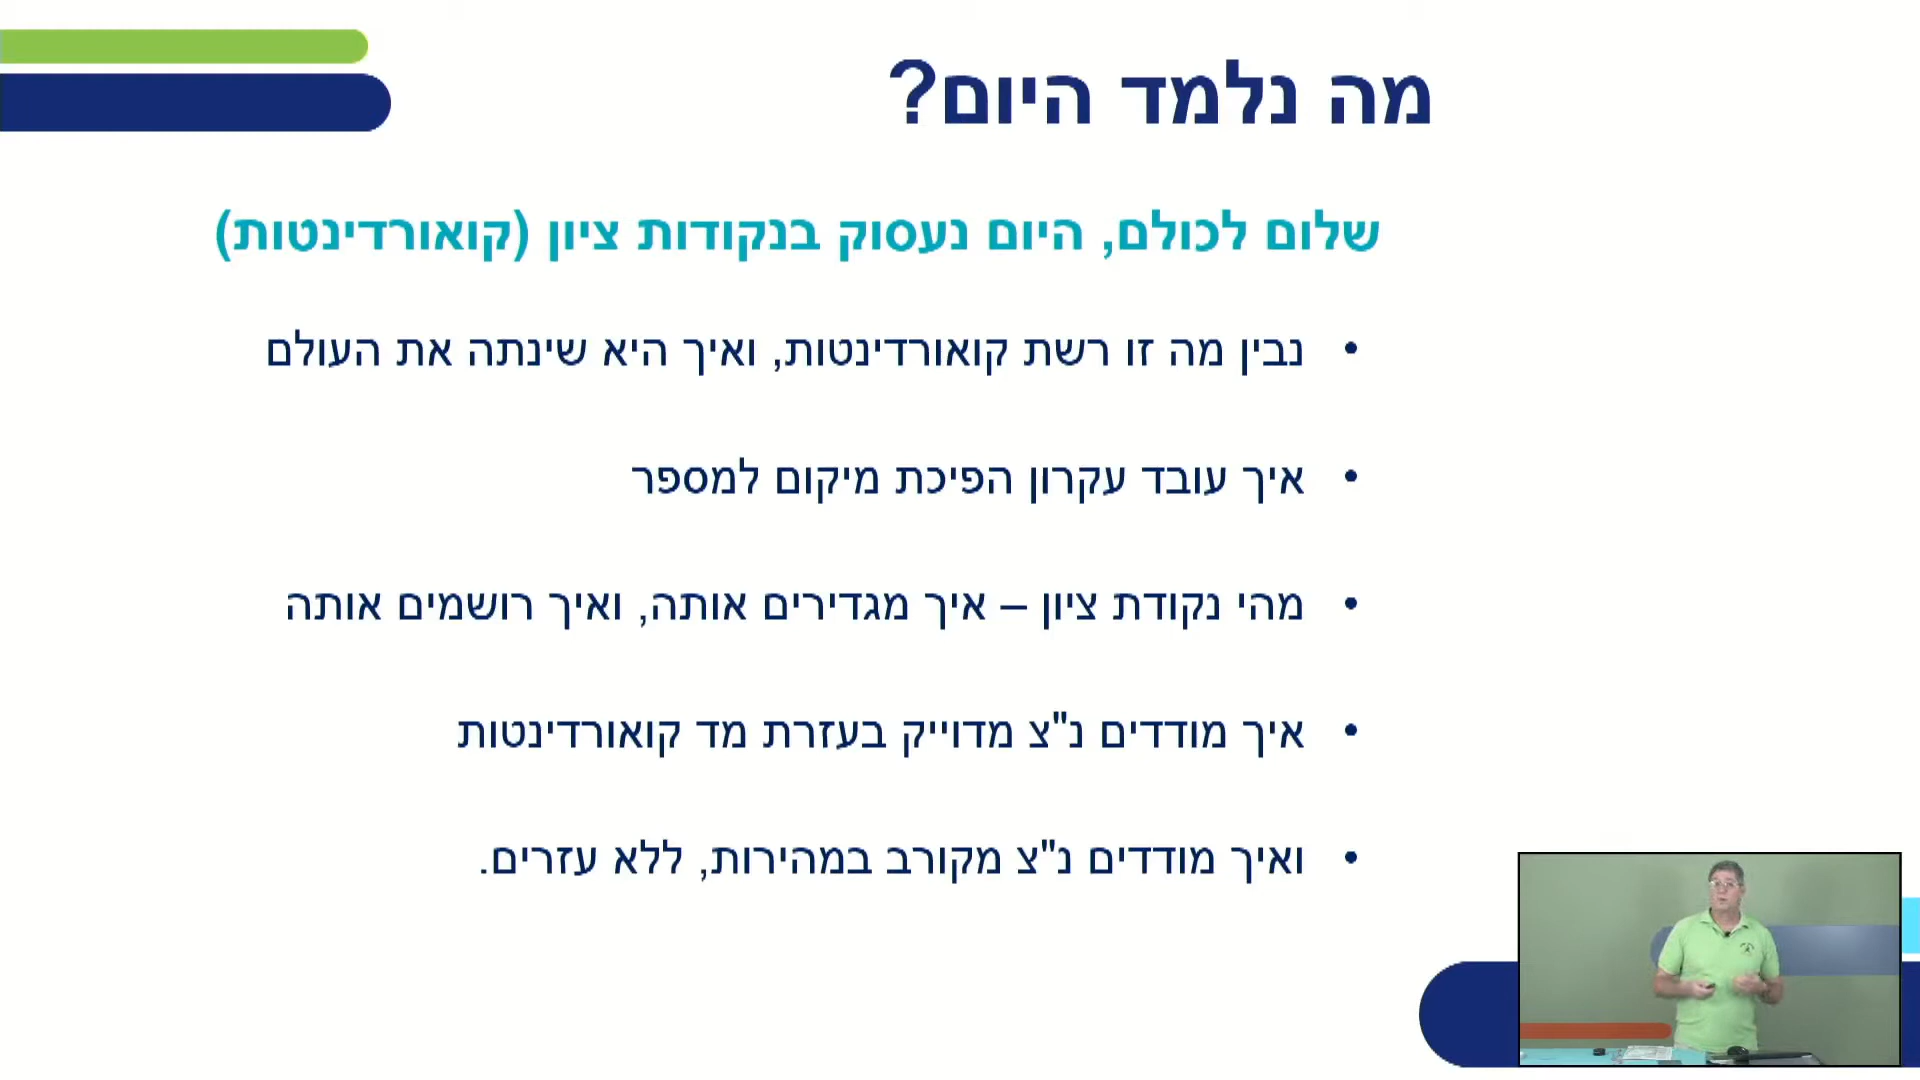 מה נלמד היום?
שלום לכולם, היום נעסוק בנקודות ציון (קואורדינטות)
• נבין מה זו רשת קואורדינטות, ואיך היא שינתה את העולם
• איך עובד עקרון הפיכת מיקום למספר
• מהי נקודת ציון – איך מגדירים אותה, ואיך רושמים אותה
• איך מודדים נ"צ מדוייק בעזרת מד קואורדינטות
• ואיך מודדים נ"צ מקורב במהירות, ללא עזרים.